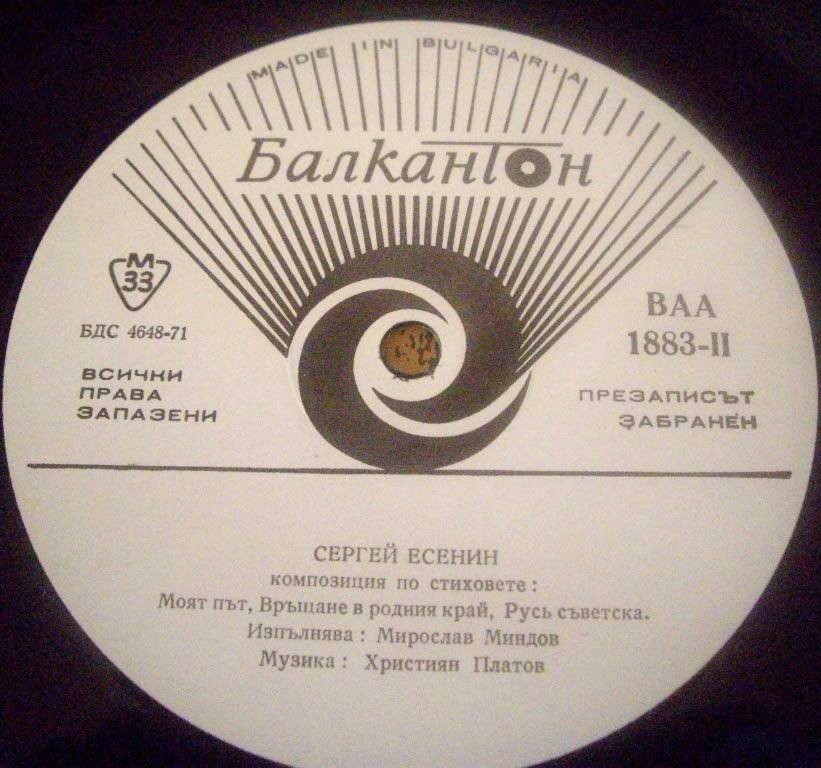 MADE IN BULGARIA
Балкантон
М
33
БДС 4648-71
ВСИЧКИ
ПРАВА
ЗАПАЗЕНИ
ВАА
1883-II
ПРЕЗАПИСЪТ
ЗАБРАНЕН
СЕРГЕЙ ЕСЕНИН
композиция по стиховете :
Моят път, Връщане в родния край, Русь съветска.
Изпълнява : Мирослав Миндов
Музика : Християн Платов